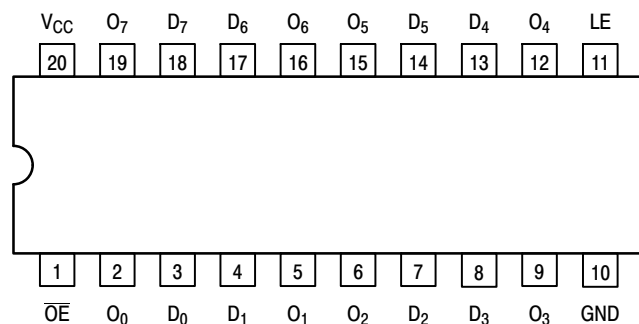 V_CC O₇ D₇ D₆ O₆ O₅ D₅ D₄ O₄ LE
20 19 18 17 16 15 14 13 12 11
1 2 3 4 5 6 7 8 9 10
O̅E̅ O₀ D₀ D₁ O₁ O₂ D₂ D₃ O₃ GND